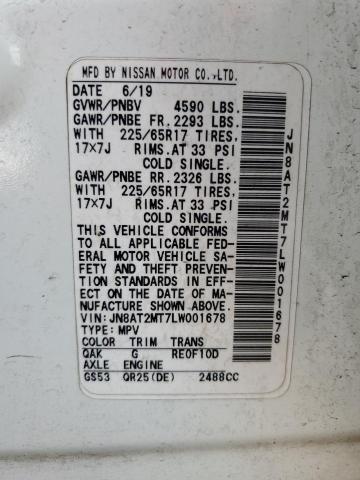 MFD BY NISSAN MOTOR CO.,LTD.
DATE 6/19
GVWR/PNBV 4590 LBS.
GAWR/PNBE FR. 2293 LBS.
WITH 225/65R17 TIRES,
17×7J RIMS.AT 33 PSI
COLD SINGLE.
GAWR/PNBE RR. 2326 LBS.
WITH 225/65R17 TIRES,
17×7J RIMS.AT 33 PSI
COLD SINGLE.
THIS VEHICLE CONFORMS
TO ALL APPLICABLE FED-
ERAL MOTOR VEHICLE SA-
FETY AND THEFT PREVEN-
TION STANDARDS IN EFF-
ECT ON THE DATE OF MA-
NUFACTURE SHOWN ABOVE.
VIN:JN8AT2MT7LW001678
TYPE: MPV
COLOR TRIM TRANS
QAK G RE0F10D
AXLE ENGINE
GS53 QR25(DE) 2488CC
JN8AT2MT7LW001678